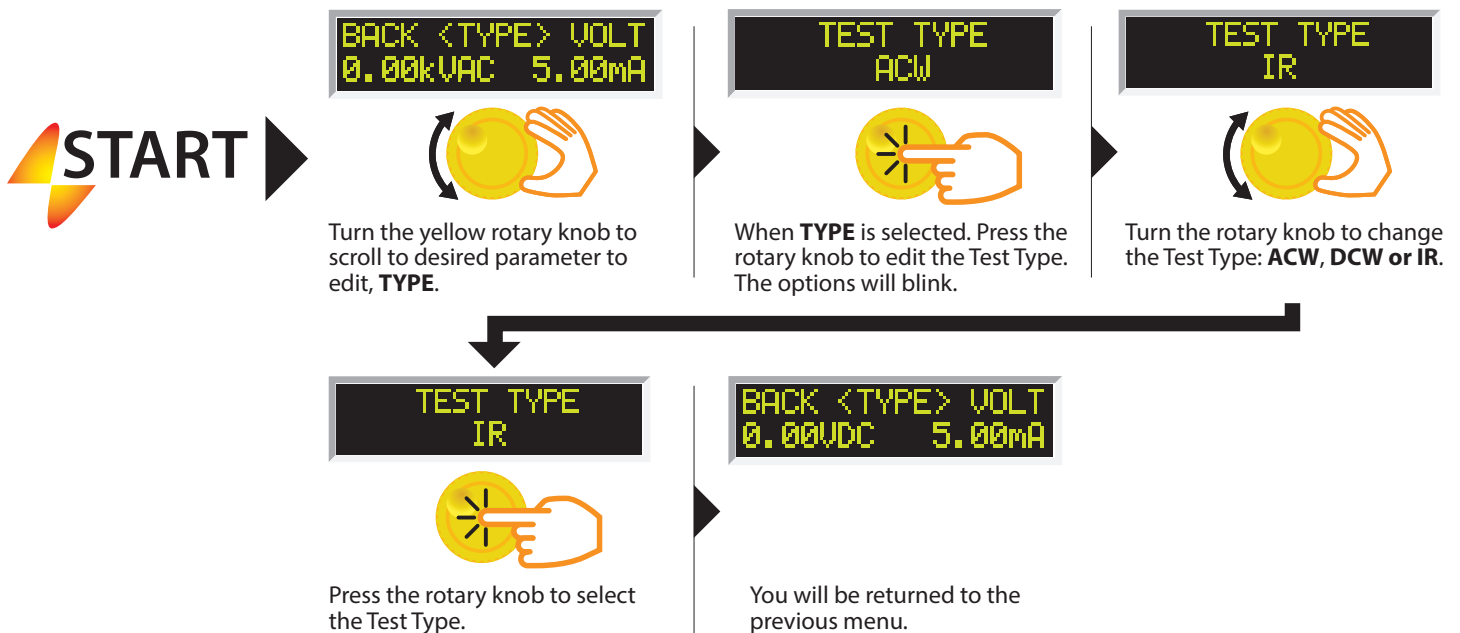 START
BACK <TYPE> VOLT
0.00kVAC 5.00mA
Turn the yellow rotary knob to
scroll to desired parameter to
edit, TYPE.
TEST TYPE
ACW
When TYPE is selected. Press the
rotary knob to edit the Test Type.
The options will blink.
TEST TYPE
IR
Turn the rotary knob to change
the Test Type: ACW, DCW or IR.
TEST TYPE
IR
Press the rotary knob to select
the Test Type.
BACK <TYPE> VOLT
0.00VDC 5.00mA
You will be returned to the
previous menu.